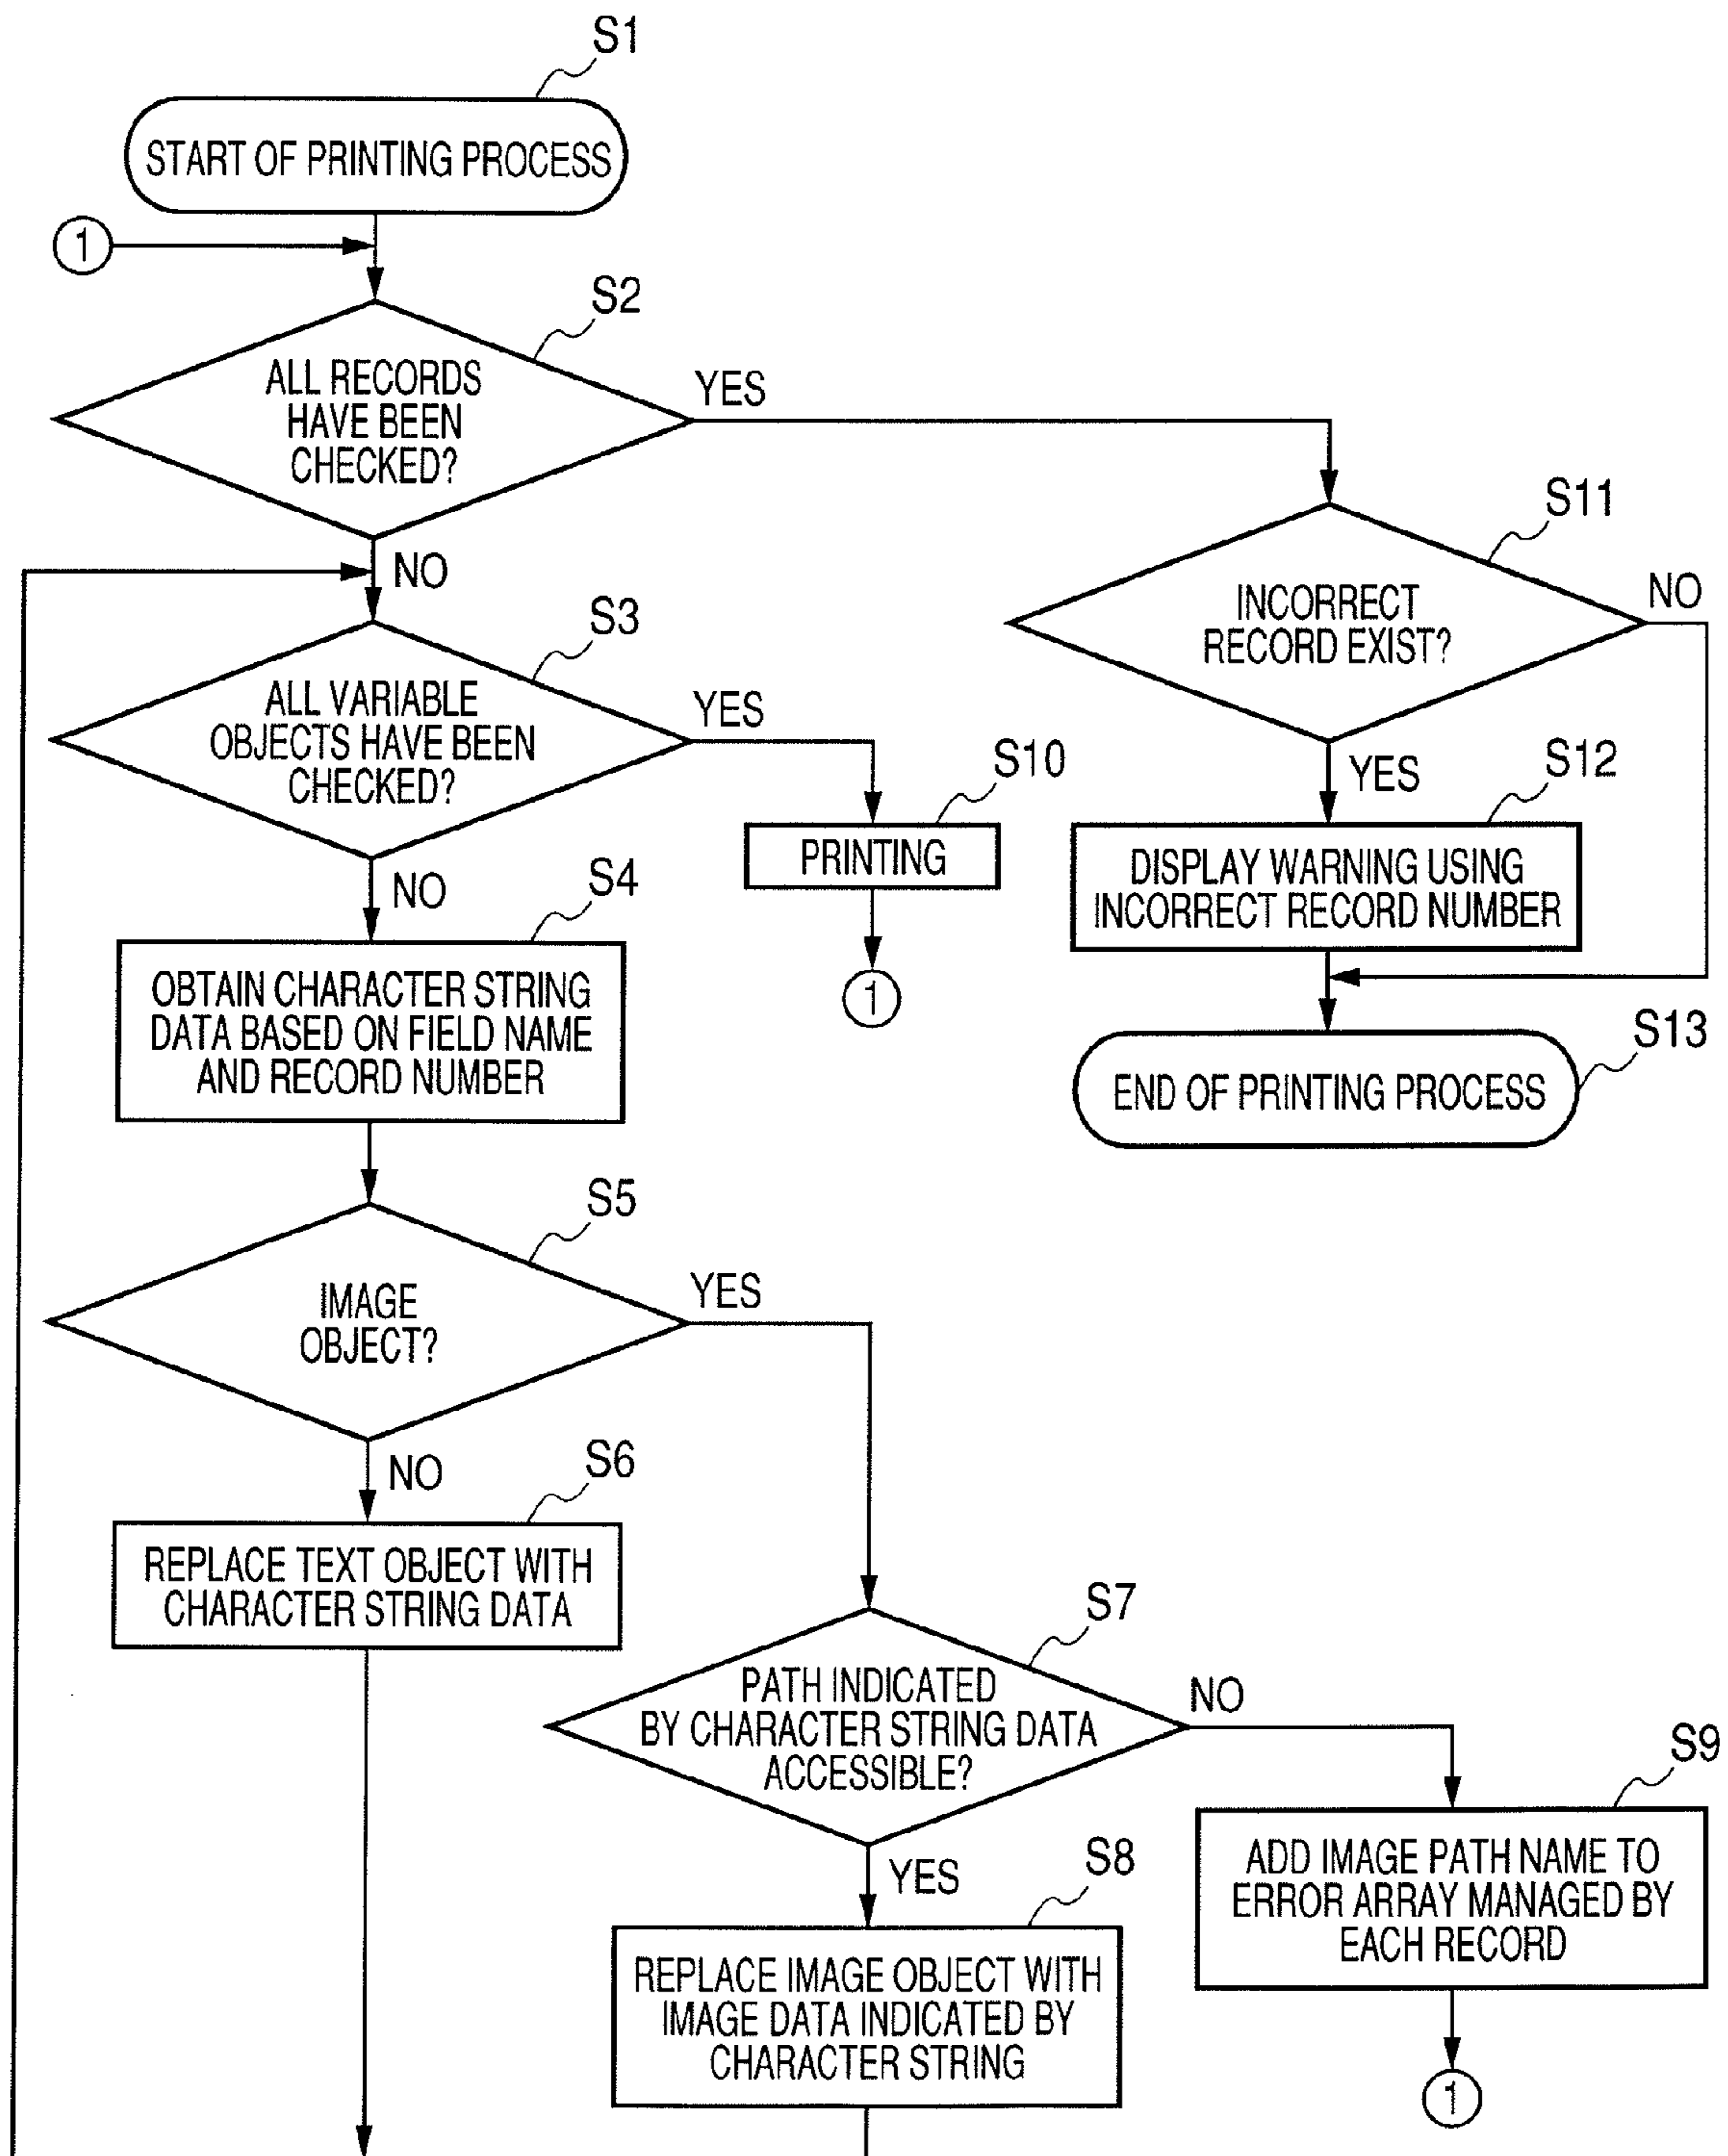 S1
START OF PRINTING PROCESS
1
S2
ALL RECORDS
HAVE BEEN
CHECKED?
YES
NO
S11
INCORRECT
RECORD EXIST?
NO
YES
S3
ALL VARIABLE
OBJECTS HAVE BEEN
CHECKED?
YES
NO
S10
PRINTING
1
S12
DISPLAY WARNING USING
INCORRECT RECORD NUMBER
S13
END OF PRINTING PROCESS
S4
OBTAIN CHARACTER STRING
DATA BASED ON FIELD NAME
AND RECORD NUMBER
S5
IMAGE
OBJECT?
YES
NO
S6
REPLACE TEXT OBJECT WITH
CHARACTER STRING DATA
S7
PATH INDICATED
BY CHARACTER STRING DATA
ACCESSIBLE?
NO
YES
S8
REPLACE IMAGE OBJECT WITH
IMAGE DATA INDICATED BY
CHARACTER STRING
S9
ADD IMAGE PATH NAME TO
ERROR ARRAY MANAGED BY
EACH RECORD
1